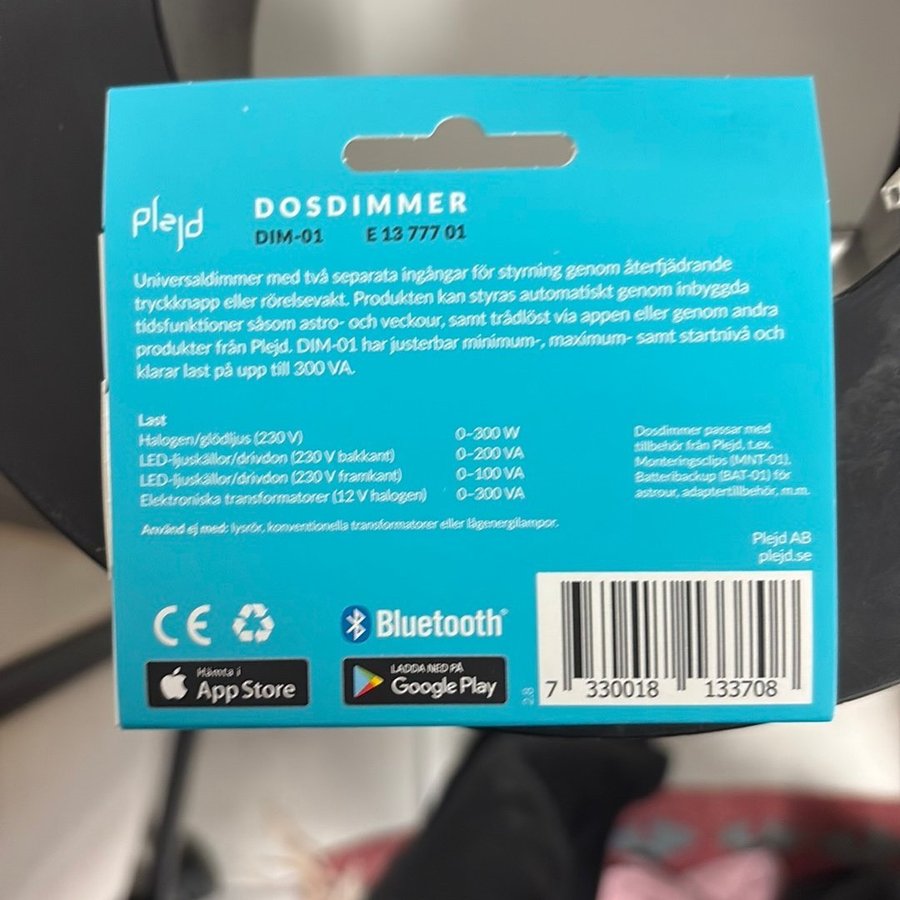 Plejd
DOSDIMMER
DIM-01 E 13 777 01
Universaldimmer med två separata ingångar för styrning genom återfjädrande
tryckknapp eller rörelsevakt. Produkten kan styras automatiskt genom inbyggda
tidsfunktioner såsom astro- och veckour, samt trådlöst via appen eller genom andra
produkter från Plejd. DIM-01 har justerbar minimum-, maximum- samt startnivå och
klarar last på upp till 300 VA.
Last
Halogen/glödljus (230 V) 0–300 W
LED-ljuskällor/drivdon (230 V bakkant) 0–200 VA
LED-ljuskällor/drivdon (230 V framkant) 0–100 VA
Elektroniska transformatorer (12 V halogen) 0–300 VA
Använd ej med: lysrör, konventionella transformatorer eller lågenergilampor.
Dosdimmer passar med
tillbehör från Plejd, t.ex.
Monteringsclips (MNT-01),
Batteribackup (BAT-01) för
astrour, adaptertillbehör, m.m.
Plejd AB
plejd.se
CE
Bluetooth®
Hämta i
App Store
LADDA NED PÅ
Google Play
2.8
7 330018 133708